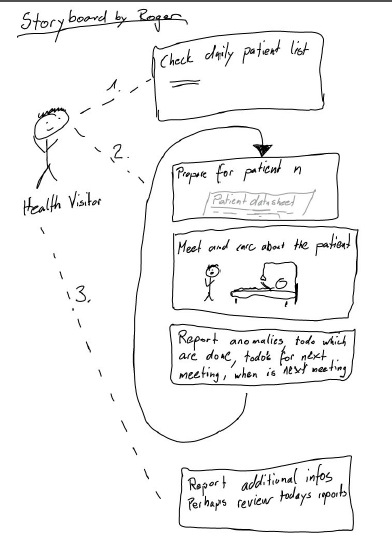 Storyboard by Roger
1.
Check daily patient list
2.
Health Visitor
Prepare for patient n
Patient datasheet
Meet and care about the patient
3.
Report anomalies, todo which
are done, todo's for next
meeting, when is next meeting
Report additional infos
Perhaps review todays reports